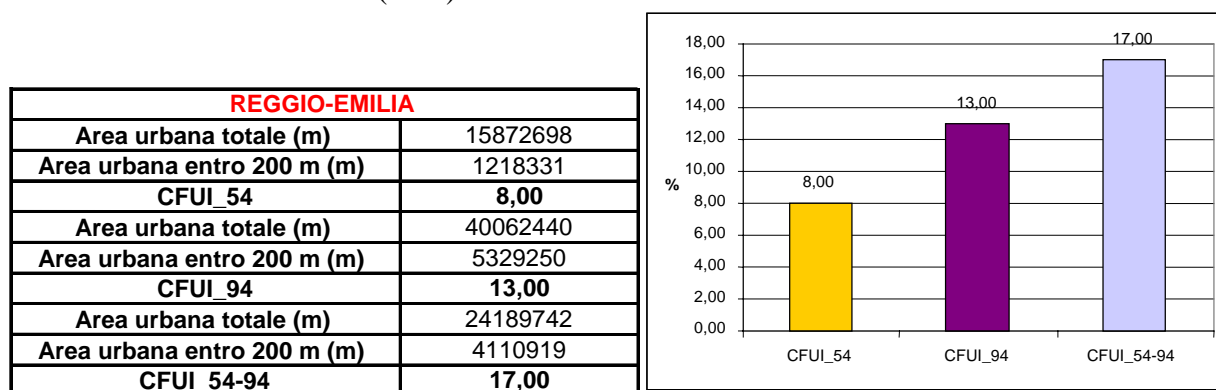 REGGIO-EMILIA
Area urbana totale (m) 15872698
Area urbana entro 200 m (m) 1218331
CFUI_54 8,00
Area urbana totale (m) 40062440
Area urbana entro 200 m (m) 5329250
CFUI_94 13,00
Area urbana totale (m) 24189742
Area urbana entro 200 m (m) 4110919
CFUI_54-94 17,00
18,00
16,00
14,00
12,00
10,00
8,00
6,00
4,00
2,00
0,00
%
8,00
13,00
17,00
CFUI_54 CFUI_94 CFUI_54-94